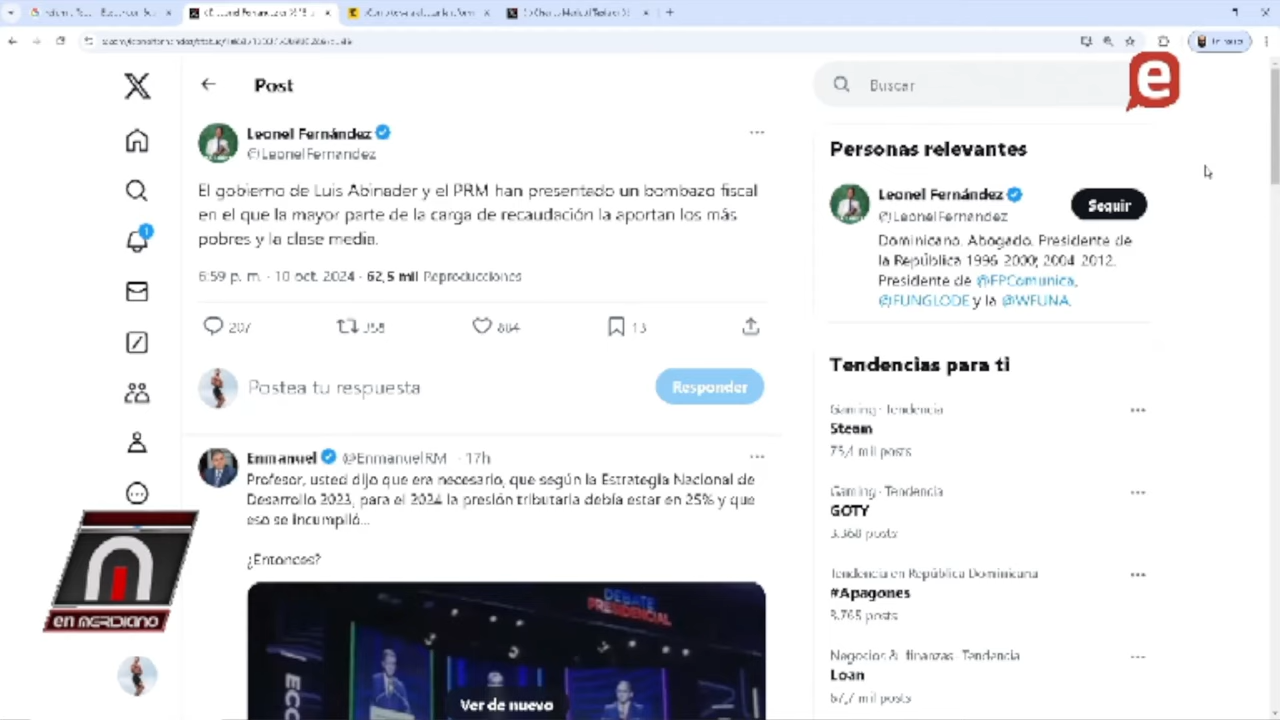 Post
Leonel Fernández
@LeonelFernandez
El gobierno de Luis Abinader y el PRM han presentado un bombazo fiscal
en el que la mayor parte de la carga de recaudación la aportan los más
pobres y la clase media.
6:59 p. m. · 10 oct. 2024 · 62,5 mil Reproducciones
207 358 884 13
Postea tu respuesta
Responder
Enmanuel @EnmanuelRM · 17h
Profesor, usted dijo que era necesario, que según la Estrategia Nacional de
Desarrollo 2023, para el 2024 la presión tributaria debía estar en 25% y que
eso se incumplió...
¿Entonces?
DEBATE
PRESIDENCIAL
ECO
Ver de nuevo
Buscar
e
Personas relevantes
Leonel Fernández
@LeonelFernandez
Seguir
Dominicano. Abogado. Presidente de
la República 1996-2000; 2004-2012.
Presidente de @FPComunica,
@FUNGLODE y la @WFUNA.
Tendencias para ti
Gaming · Tendencia
Steam
75,4 mil posts
Gaming · Tendencia
GOTY
3.368 posts
Tendencia en República Dominicana
#Apagones
3.765 posts
Negocios & finanzas · Tendencia
Loan
67,7 mil posts
1
en meridiano